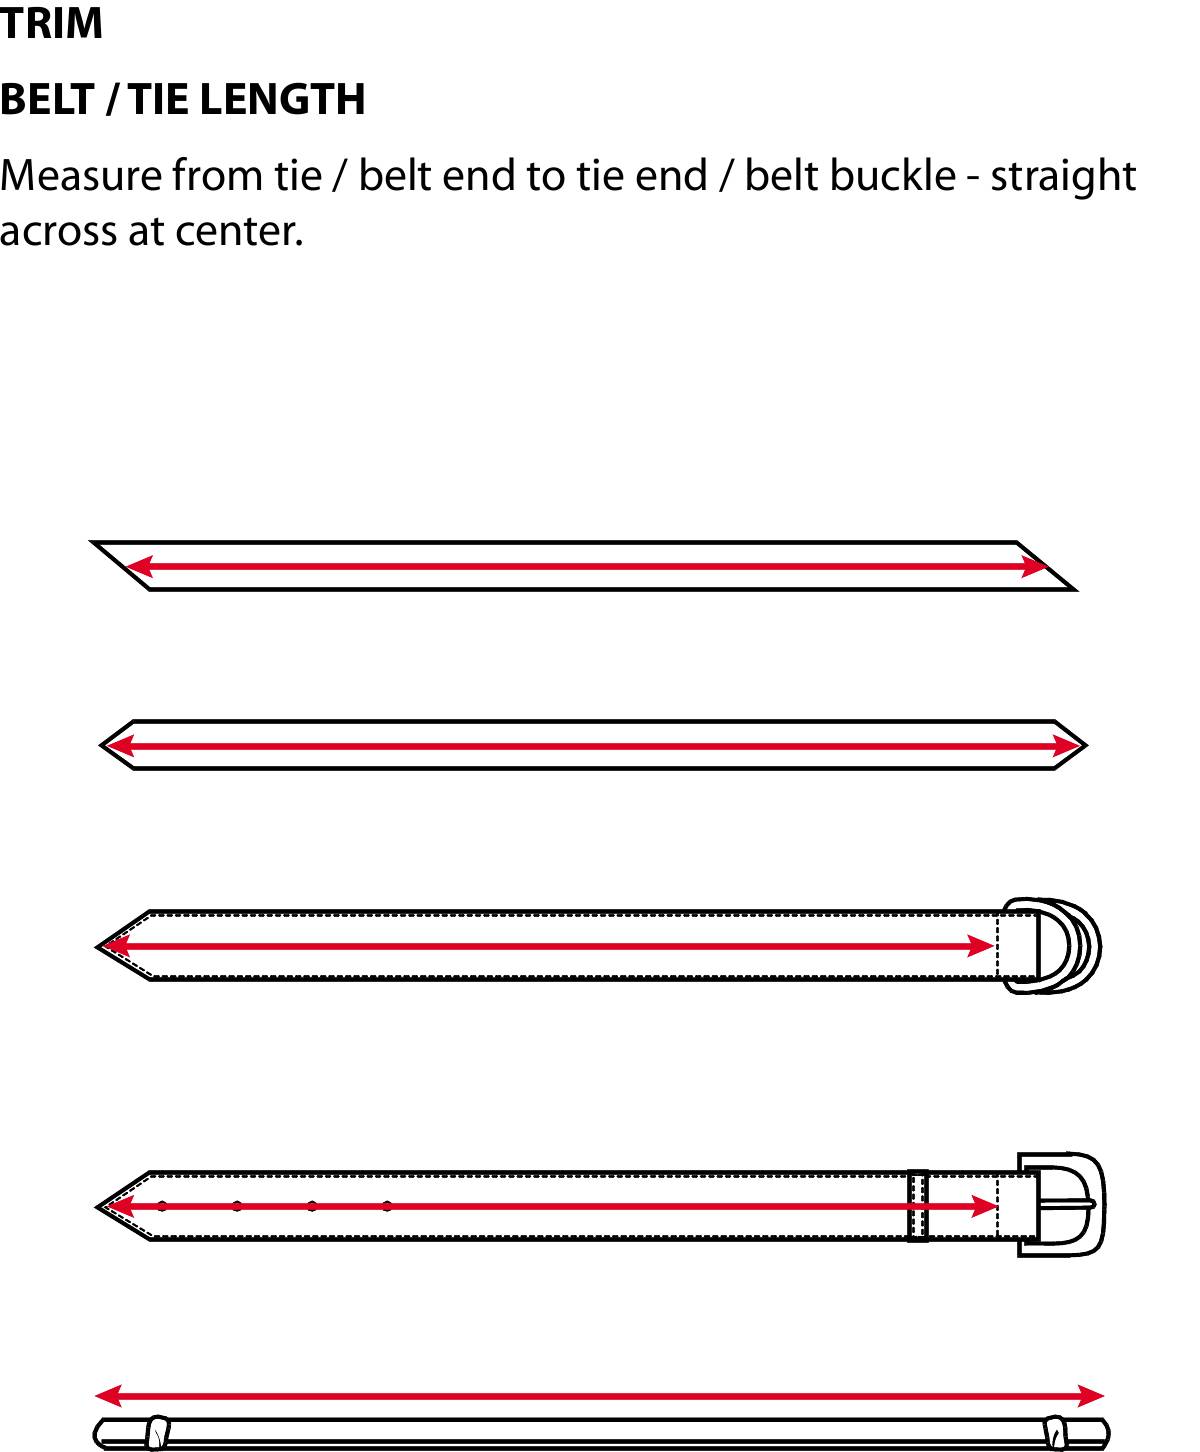 TRIM
BELT / TIE LENGTH
Measure from tie / belt end to tie end / belt buckle - straight
across at center.